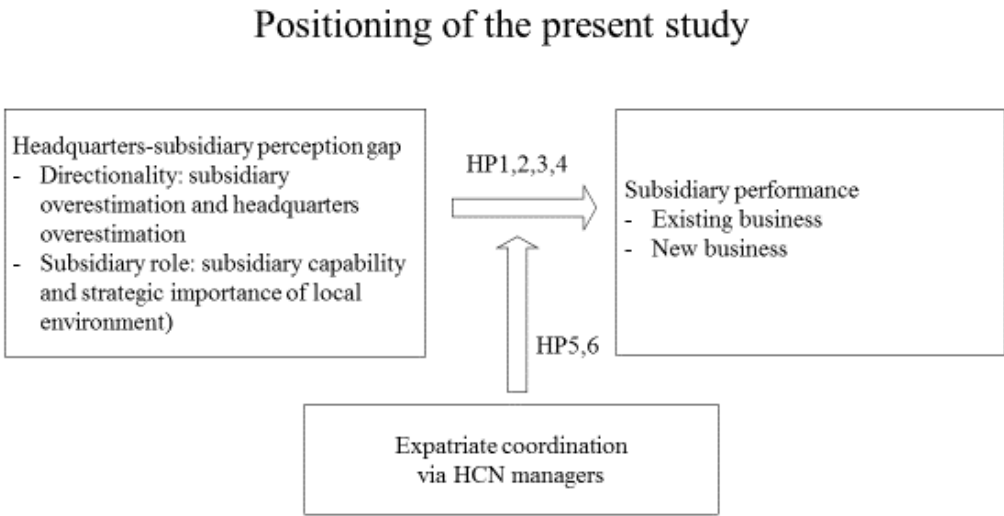 Positioning of the present study
Headquarters-subsidiary perception gap
- Directionality: subsidiary
overestimation and headquarters
overestimation
- Subsidiary role: subsidiary capability
and strategic importance of local
environment)
HP1,2,3,4
Subsidiary performance
- Existing business
- New business
HP5,6
Expatriate coordination
via HCN managers